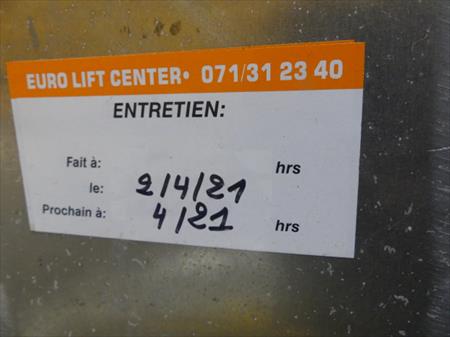 EURO LIFT CENTER• 071/31 23 40
ENTRETIEN:
Fait à: hrs
le: 2/4/21
Prochain à: 4/21 hrs